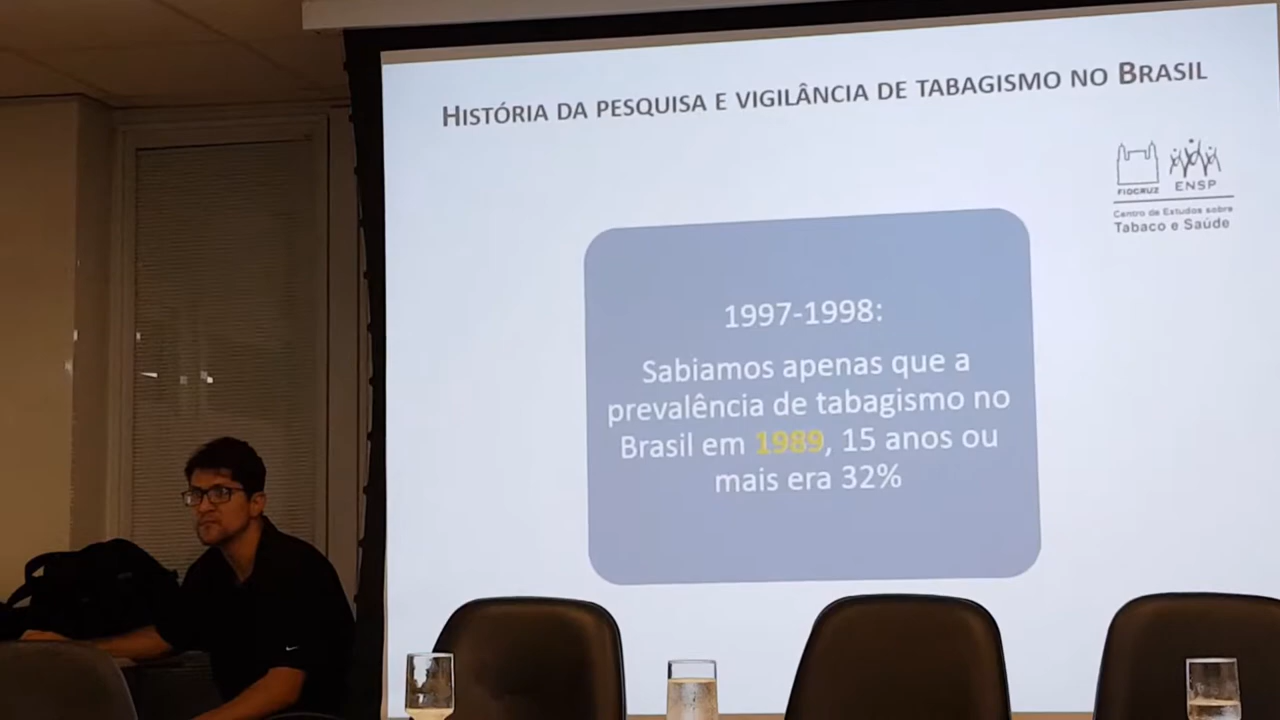 HISTÓRIA DA PESQUISA E VIGILÂNCIA DE TABAGISMO NO BRASIL
FIOCRUZ ENSP
Centro de Estudos sobre
Tabaco e Saúde
1997-1998:
Sabiamos apenas que a
prevalência de tabagismo no
Brasil em 1989, 15 anos ou
mais era 32%